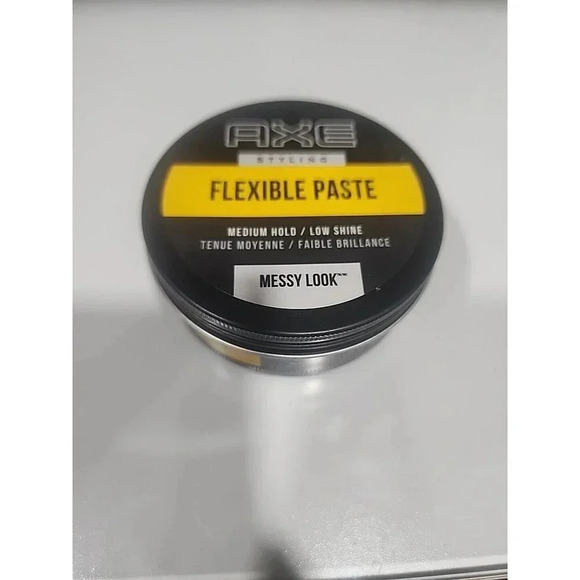 AXE
STYLING
FLEXIBLE PASTE
MEDIUM HOLD / LOW SHINE
TENUE MOYENNE / FAIBLE BRILLANCE
MESSY LOOK™